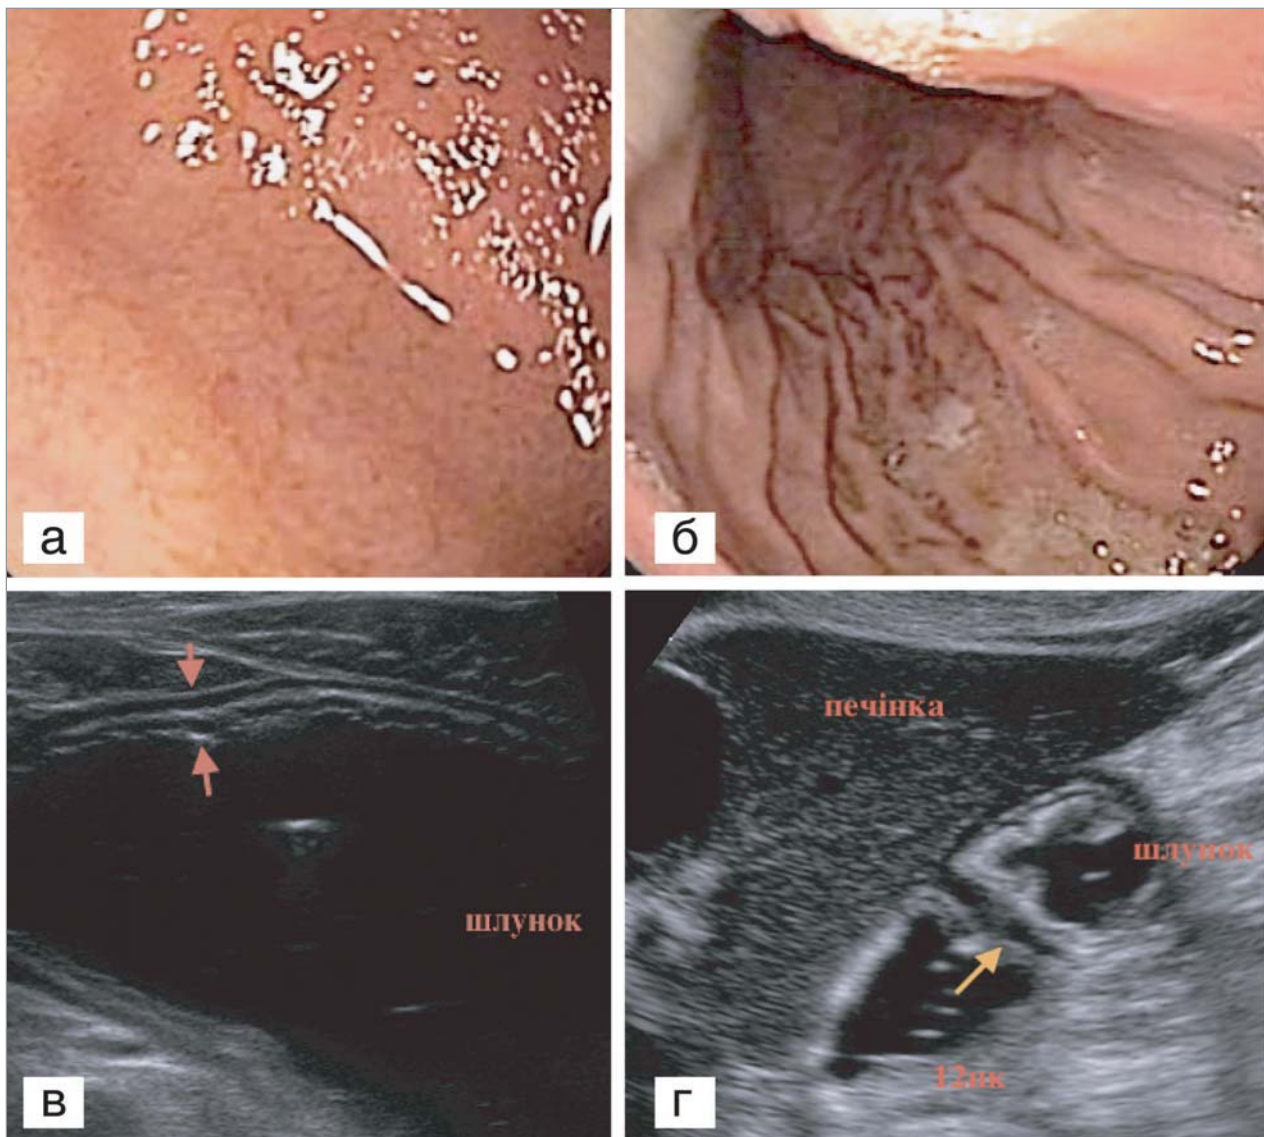 а
б
в
г
печінка
шлунок
шлунок
12пк